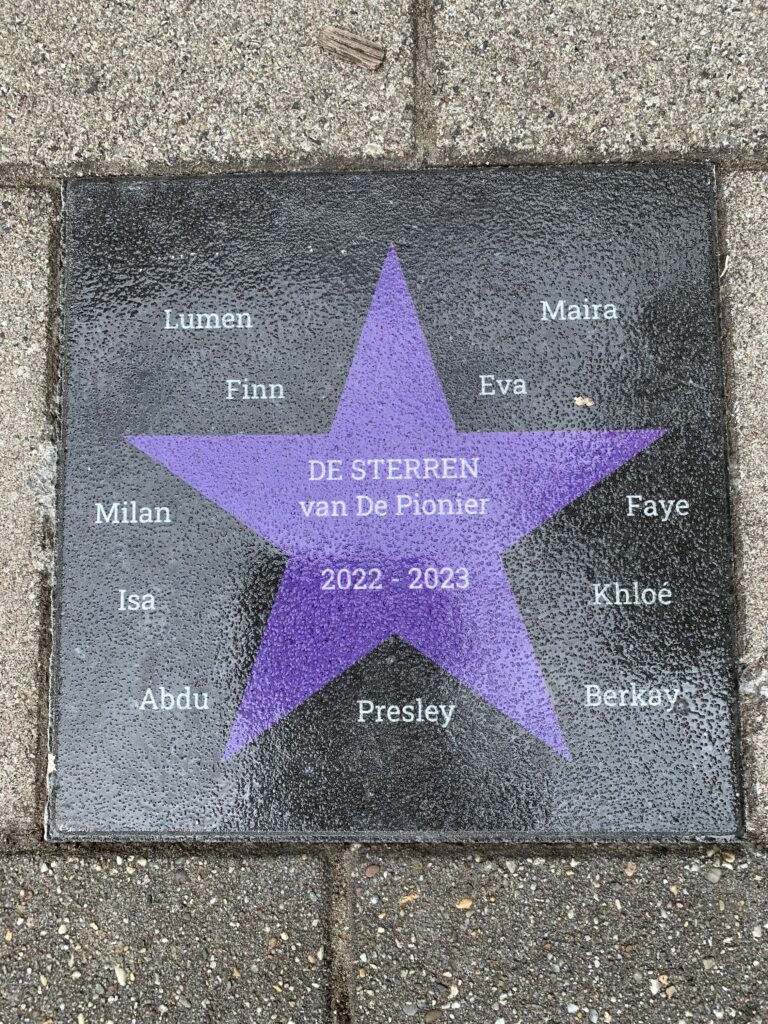 Lumen
Maira
Finn
Eva
DE STERREN
van De Pionier
Milan
Faye
2022 - 2023
Isa
Khloé
Abdu
Presley
Berkay